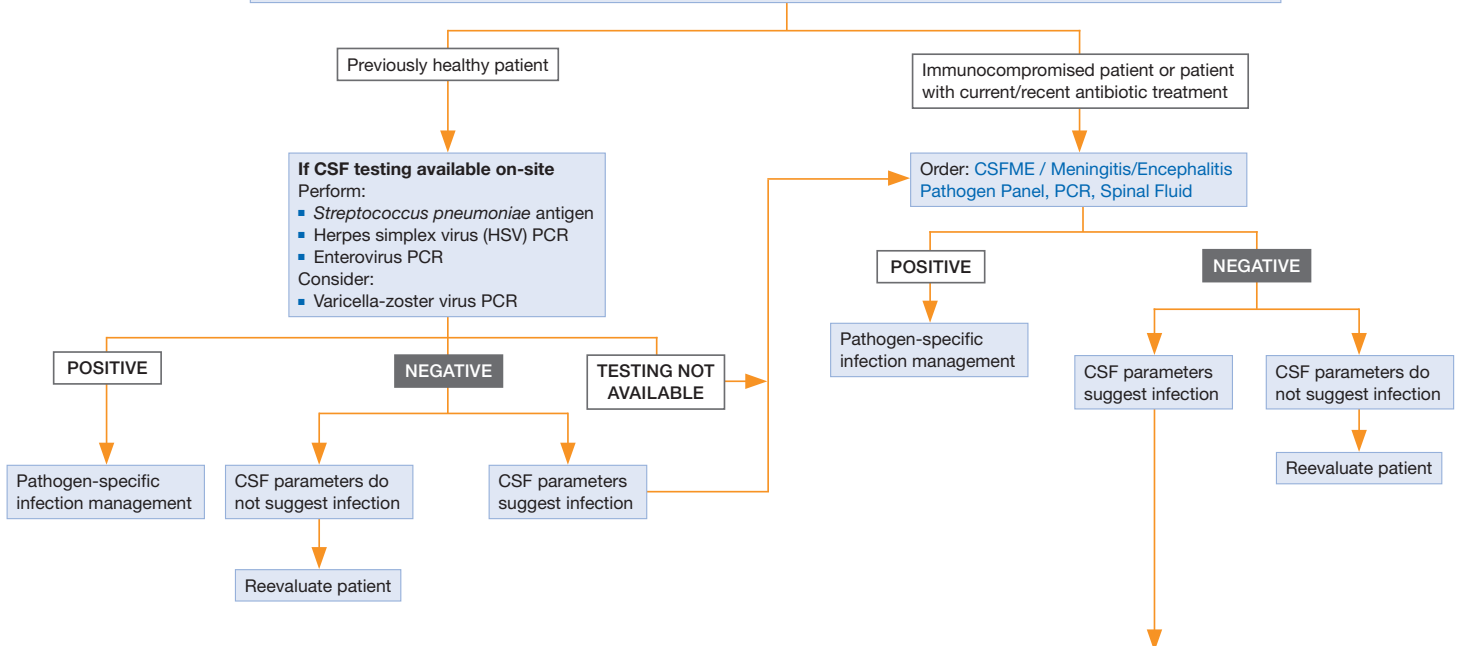 Previously healthy patient
Immunocompromised patient or patient
with current/recent antibiotic treatment
If CSF testing available on-site
Perform:
▪ Streptococcus pneumoniae antigen
▪ Herpes simplex virus (HSV) PCR
▪ Enterovirus PCR
Consider:
▪ Varicella-zoster virus PCR
Order: CSFME / Meningitis/Encephalitis
Pathogen Panel, PCR, Spinal Fluid
POSITIVE
NEGATIVE
TESTING NOT
AVAILABLE
Pathogen-specific
infection management
CSF parameters do
not suggest infection
CSF parameters
suggest infection
Reevaluate patient
POSITIVE
NEGATIVE
Pathogen-specific
infection management
CSF parameters
suggest infection
CSF parameters do
not suggest infection
Reevaluate patient